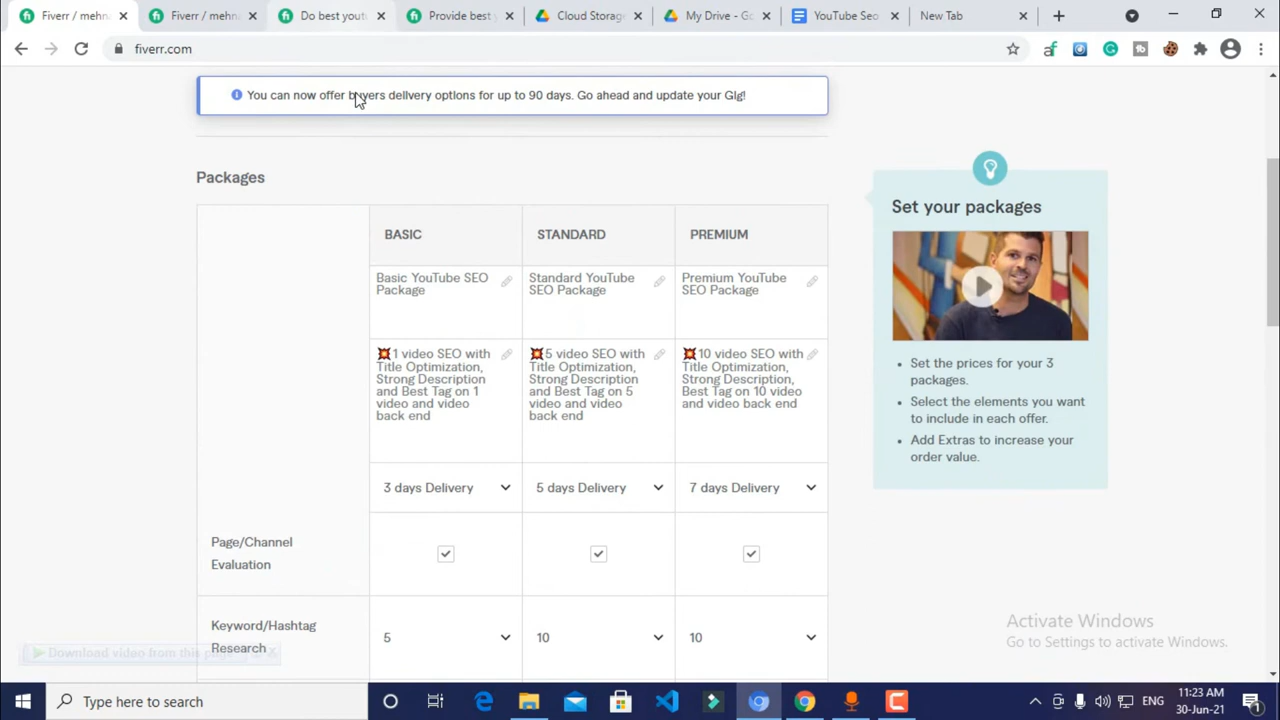 Fiverr / mehn
Fiverr / mehna
Do best yout
Provide best y
Cloud Storage
My Drive - Go
YouTube Seo
New Tab
fiverr.com
You can now offer buyers delivery options for up to 90 days. Go ahead and update your Gig!
Packages
BASIC
STANDARD
PREMIUM
Basic YouTube SEO
Package
Standard YouTube
SEO Package
Premium YouTube
SEO Package
1 video SEO with
Title Optimization,
Strong Description
and Best Tag on 1
video and video
back end
5 video SEO with
Title Optimization,
Strong Description
and Best Tag on 5
video and video
back end
10 video SEO with
Title Optimization,
Strong Description,
Best Tag on 10 video
and video back end
3 days Delivery
5 days Delivery
7 days Delivery
Page/Channel
Evaluation
Keyword/Hashtag
Research
5
10
10
Set your packages
Set the prices for your 3
packages.
Select the elements you want
to include in each offer.
Add Extras to increase your
order value.
Activate Windows
Go to Settings to activate Windows.
Download video from this page
Type here to search
ENG
11:23 AM
30-Jun-21